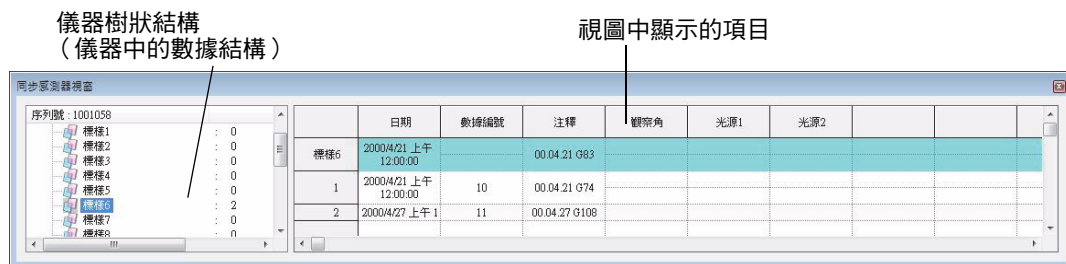 儀器樹狀結構
（儀器中的數據結構）
視圖中顯示的項目
同步感測器視窗
序列號 : 1001058
標樣1 : 0
標樣2 : 0
標樣3 : 0
標樣4 : 0
標樣5 : 0
標樣6 : 2
標樣7 : 0
標樣8 : 0
日期 數據編號 注釋 觀察角 光源1 光源2
標樣6 2000/4/21 上午 12:00:00 00.04.21 G83
1 2000/4/21 上午 12:00:00 10 00.04.21 G74
2 2000/4/27 上午 1 11 00.04.27 G108